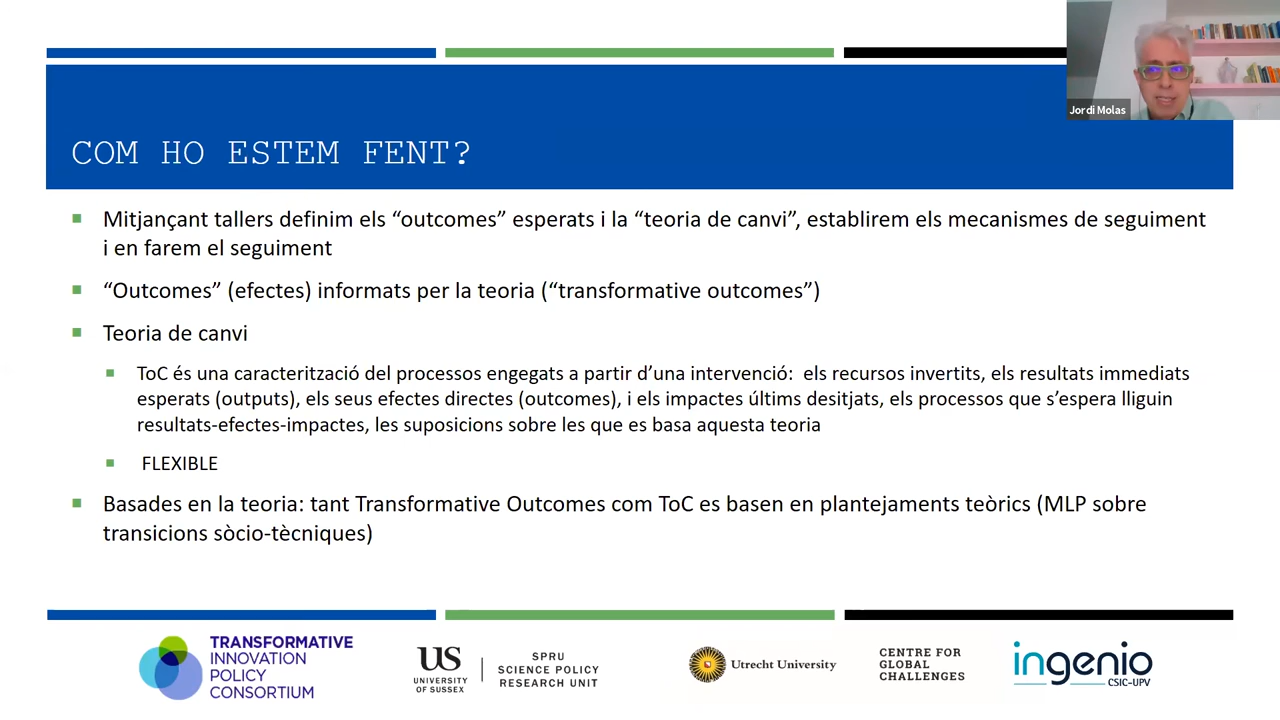 Jordi Molas
COM HO ESTEM FENT?
Mitjançant tallers definim els “outcomes” esperats i la “teoria de canvi”, establirem els mecanismes de seguiment
i en farem el seguiment
“Outcomes” (efectes) informats per la teoria (“transformative outcomes”)
Teoria de canvi
ToC és una caracterització del processos engegats a partir d’una intervenció: els recursos invertits, els resultats immediats
esperats (outputs), els seus efectes directes (outcomes), i els impactes últims desitjats, els processos que s’espera lliguin
resultats-efectes-impactes, les suposicions sobre les que es basa aquesta teoria
FLEXIBLE
Basades en la teoria: tant Transformative Outcomes com ToC es basen en plantejaments teòrics (MLP sobre
transicions sòcio-tècniques)
TRANSFORMATIVE
INNOVATION
POLICY
CONSORTIUM
US
UNIVERSITY
OF SUSSEX
SPRU
SCIENCE POLICY
RESEARCH UNIT
Utrecht University
CENTRE FOR
GLOBAL
CHALLENGES
ingenio
CSIC-UPV